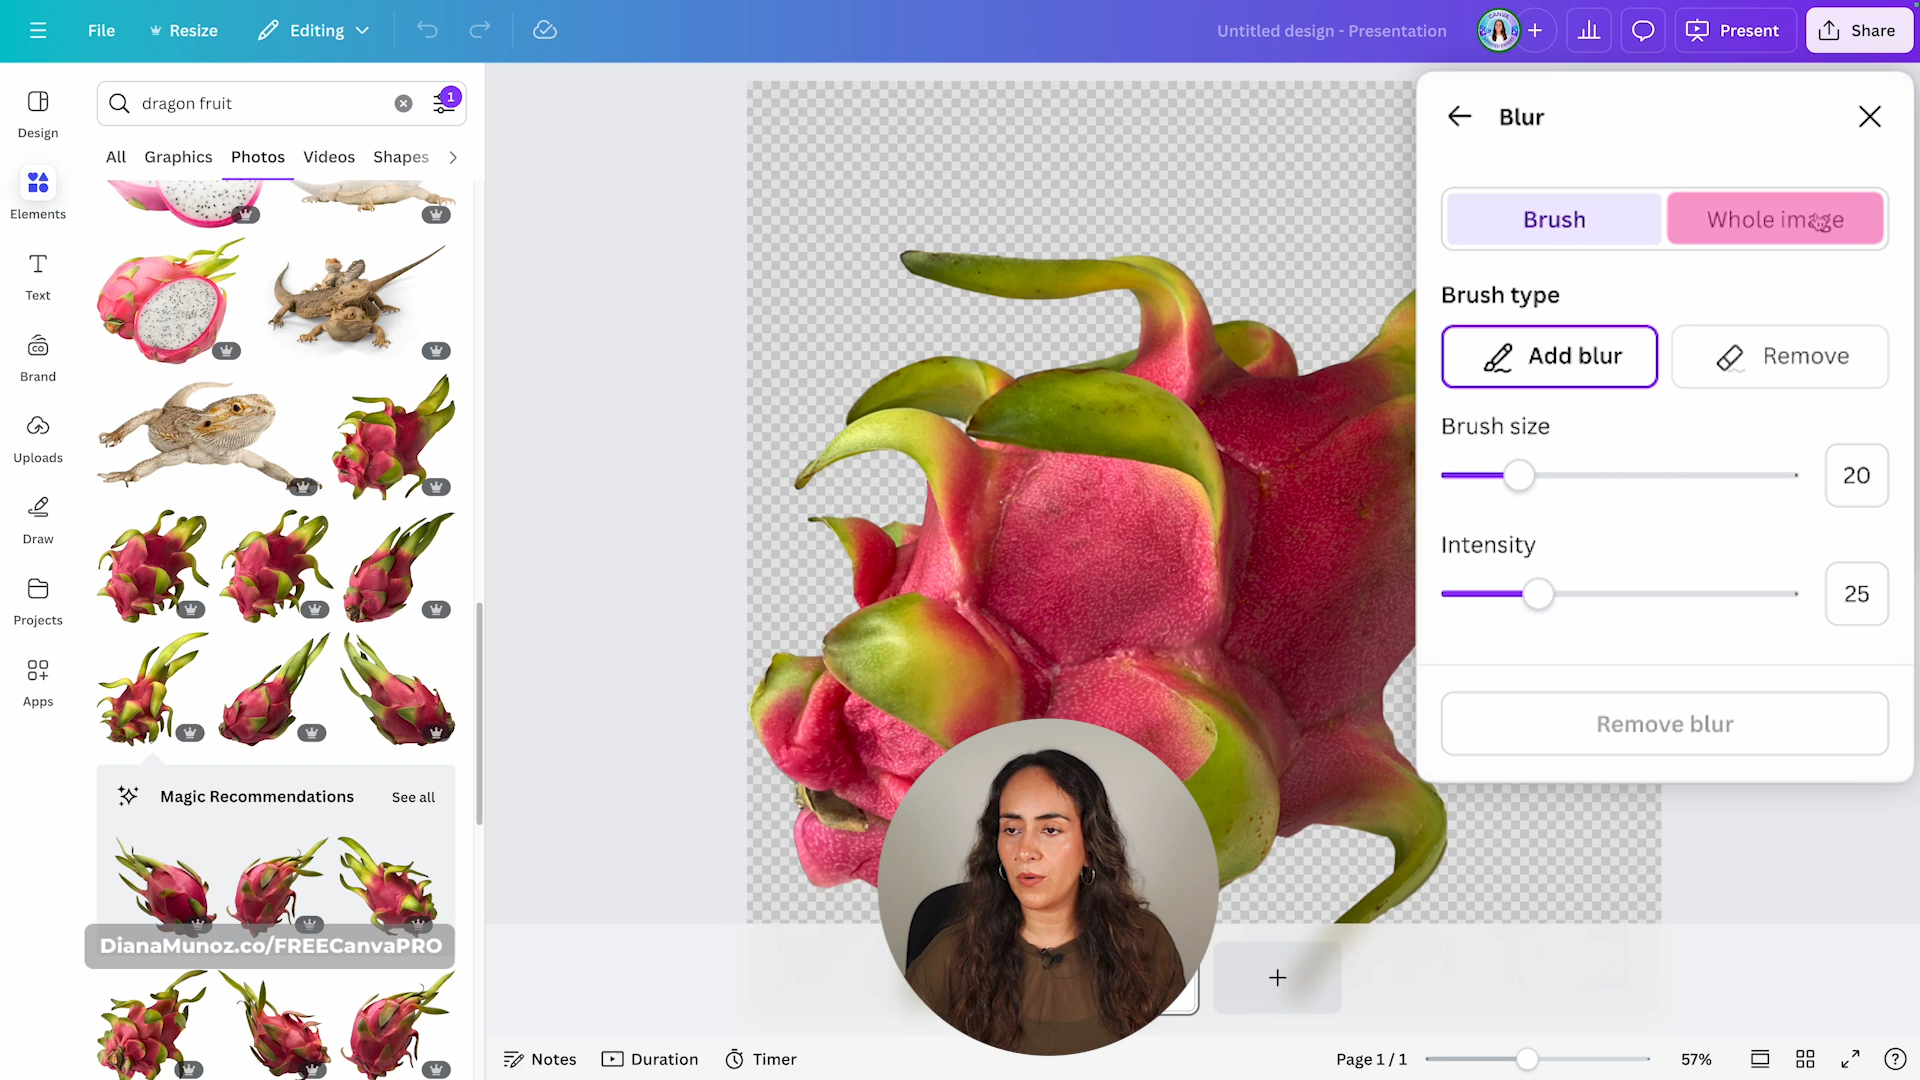 File
Resize
Editing
Untitled design - Presentation
Present
Share
Design
Elements
Text
Brand
Uploads
Draw
Projects
Apps
dragon fruit
1
All
Graphics
Photos
Videos
Shapes
Magic Recommendations
See all
DianaMunoz.co/FREECanvaPRO
Blur
Brush
Whole image
Brush type
Add blur
Remove
Brush size
20
Intensity
25
Remove blur
Notes
Duration
Timer
Page 1 / 1
57%